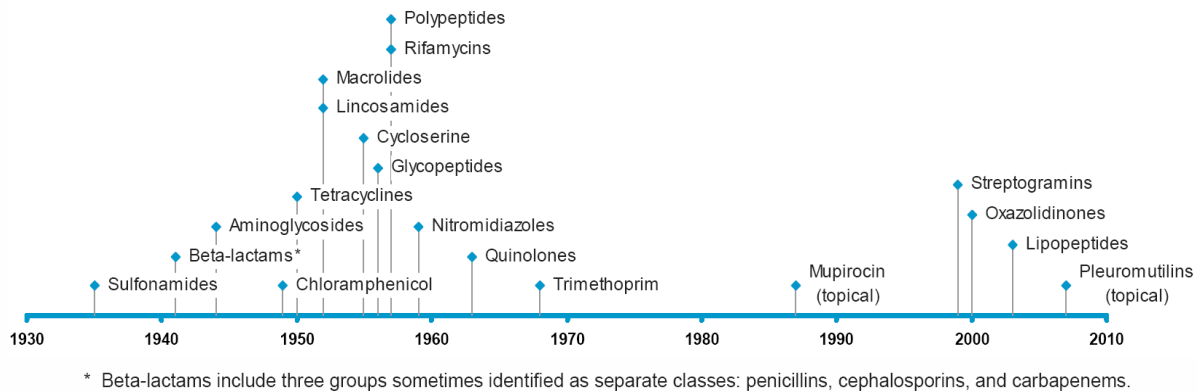 Polypeptides
Rifamycins
Macrolides
Lincosamides
Cycloserine
Glycopeptides
Streptogramins
Tetracyclines
Oxazolidinones
Aminoglycosides
Nitromidiazoles
Lipopeptides
Beta-lactams*
Quinolones
Sulfonamides
Chloramphenicol
Trimethoprim
Mupirocin
(topical)
Pleuromutilins
(topical)
1930 1940 1950 1960 1970 1980 1990 2000 2010
* Beta-lactams include three groups sometimes identified as separate classes: penicillins, cephalosporins, and carbapenems.